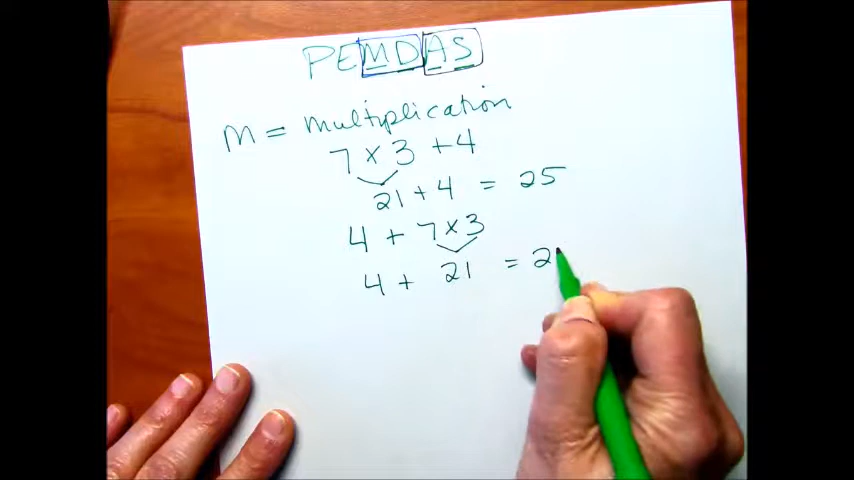 PEMDAS
M = multiplication
7 × 3 + 4
21 + 4 = 25
4 + 7 × 3
4 + 21 = 2